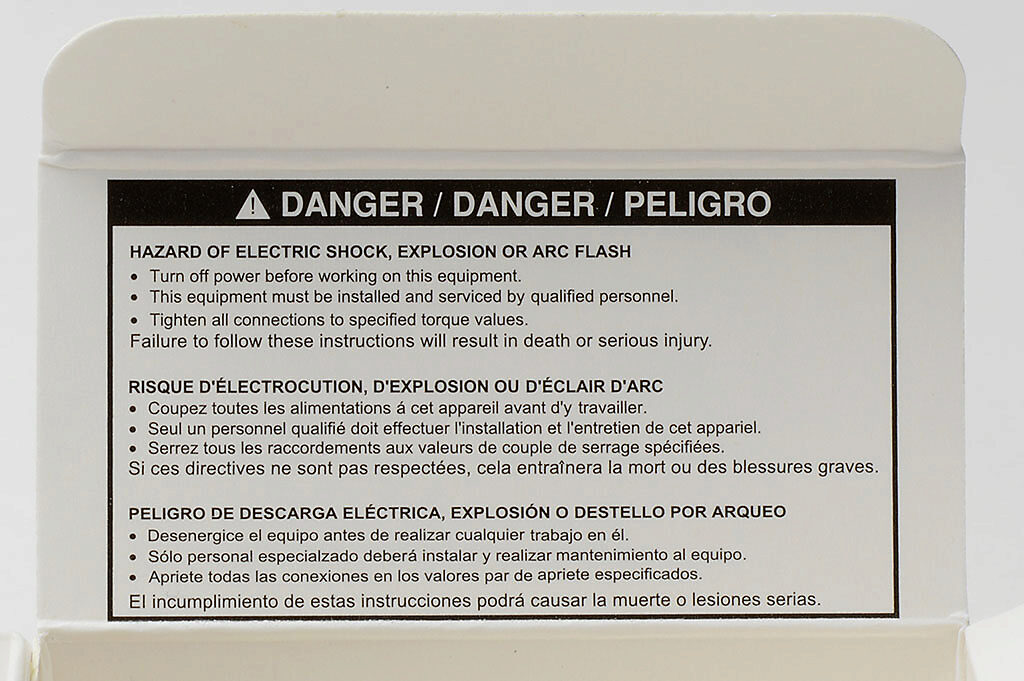 DANGER / DANGER / PELIGRO
HAZARD OF ELECTRIC SHOCK, EXPLOSION OR ARC FLASH
• Turn off power before working on this equipment.
• This equipment must be installed and serviced by qualified personnel.
• Tighten all connections to specified torque values.
Failure to follow these instructions will result in death or serious injury.
RISQUE D'ÉLECTROCUTION, D'EXPLOSION OU D'ÉCLAIR D'ARC
• Coupez toutes les alimentations á cet appareil avant d'y travailler.
• Seul un personnel qualifié doit effectuer l'installation et l'entretien de cet appariel.
• Serrez tous les raccordements aux valeurs de couple de serrage spécifiées.
Si ces directives ne sont pas respectées, cela entraînera la mort ou des blessures graves.
PELIGRO DE DESCARGA ELÉCTRICA, EXPLOSIÓN O DESTELLO POR ARQUEO
• Desenergice el equipo antes de realizar cualquier trabajo en él.
• Sólo personal especialzado deberá instalar y realizar mantenimiento al equipo.
• Apriete todas las conexiones en los valores par de apriete especificados.
El incumplimiento de estas instrucciones podrá causar la muerte o lesiones serias.